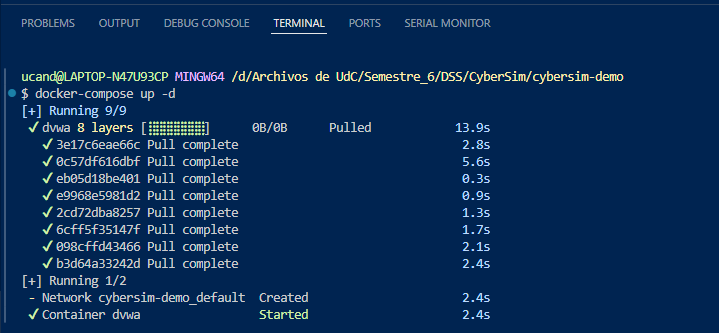 PROBLEMS OUTPUT DEBUG CONSOLE TERMINAL PORTS SERIAL MONITOR
ucand@LAPTOP-N47U93CP MINGW64 /d/Archivos de UdC/Semestre_6/DSS/CyberSim/cybersim-demo
$ docker-compose up -d
[+] Running 9/9
✔ dvwa 8 layers [⣿⣿⣿⣿⣿⣿⣿⣿] 0B/0B Pulled 13.9s
✔ 3e17c6eae66c Pull complete 2.8s
✔ 0c57df616dbf Pull complete 5.6s
✔ eb05d18be401 Pull complete 0.3s
✔ e9968e5981d2 Pull complete 0.9s
✔ 2cd72dba8257 Pull complete 1.3s
✔ 6cff5f35147f Pull complete 1.7s
✔ 098cffd43466 Pull complete 2.1s
✔ b3d64a33242d Pull complete 2.4s
[+] Running 1/2
- Network cybersim-demo_default Created 2.4s
✔ Container dvwa Started 2.4s